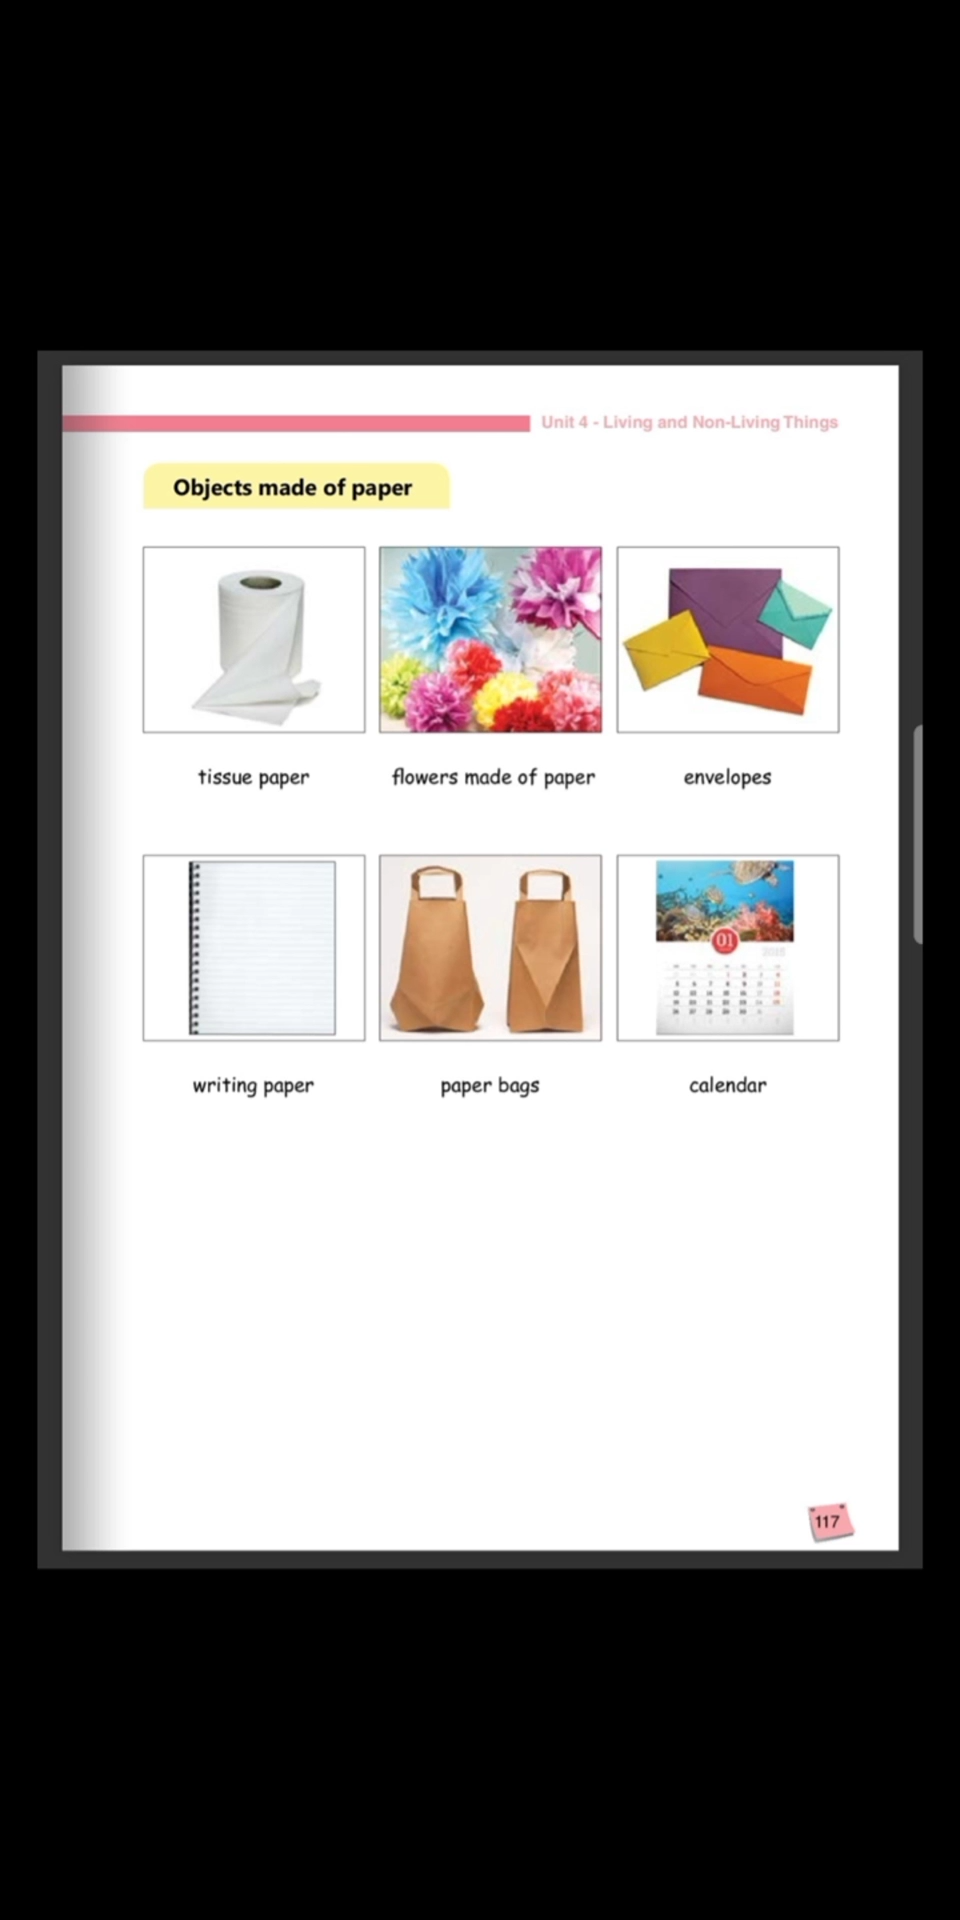 Unit 4 - Living and Non-Living Things
Objects made of paper
tissue paper
flowers made of paper
envelopes
01
writing paper
paper bags
calendar
117